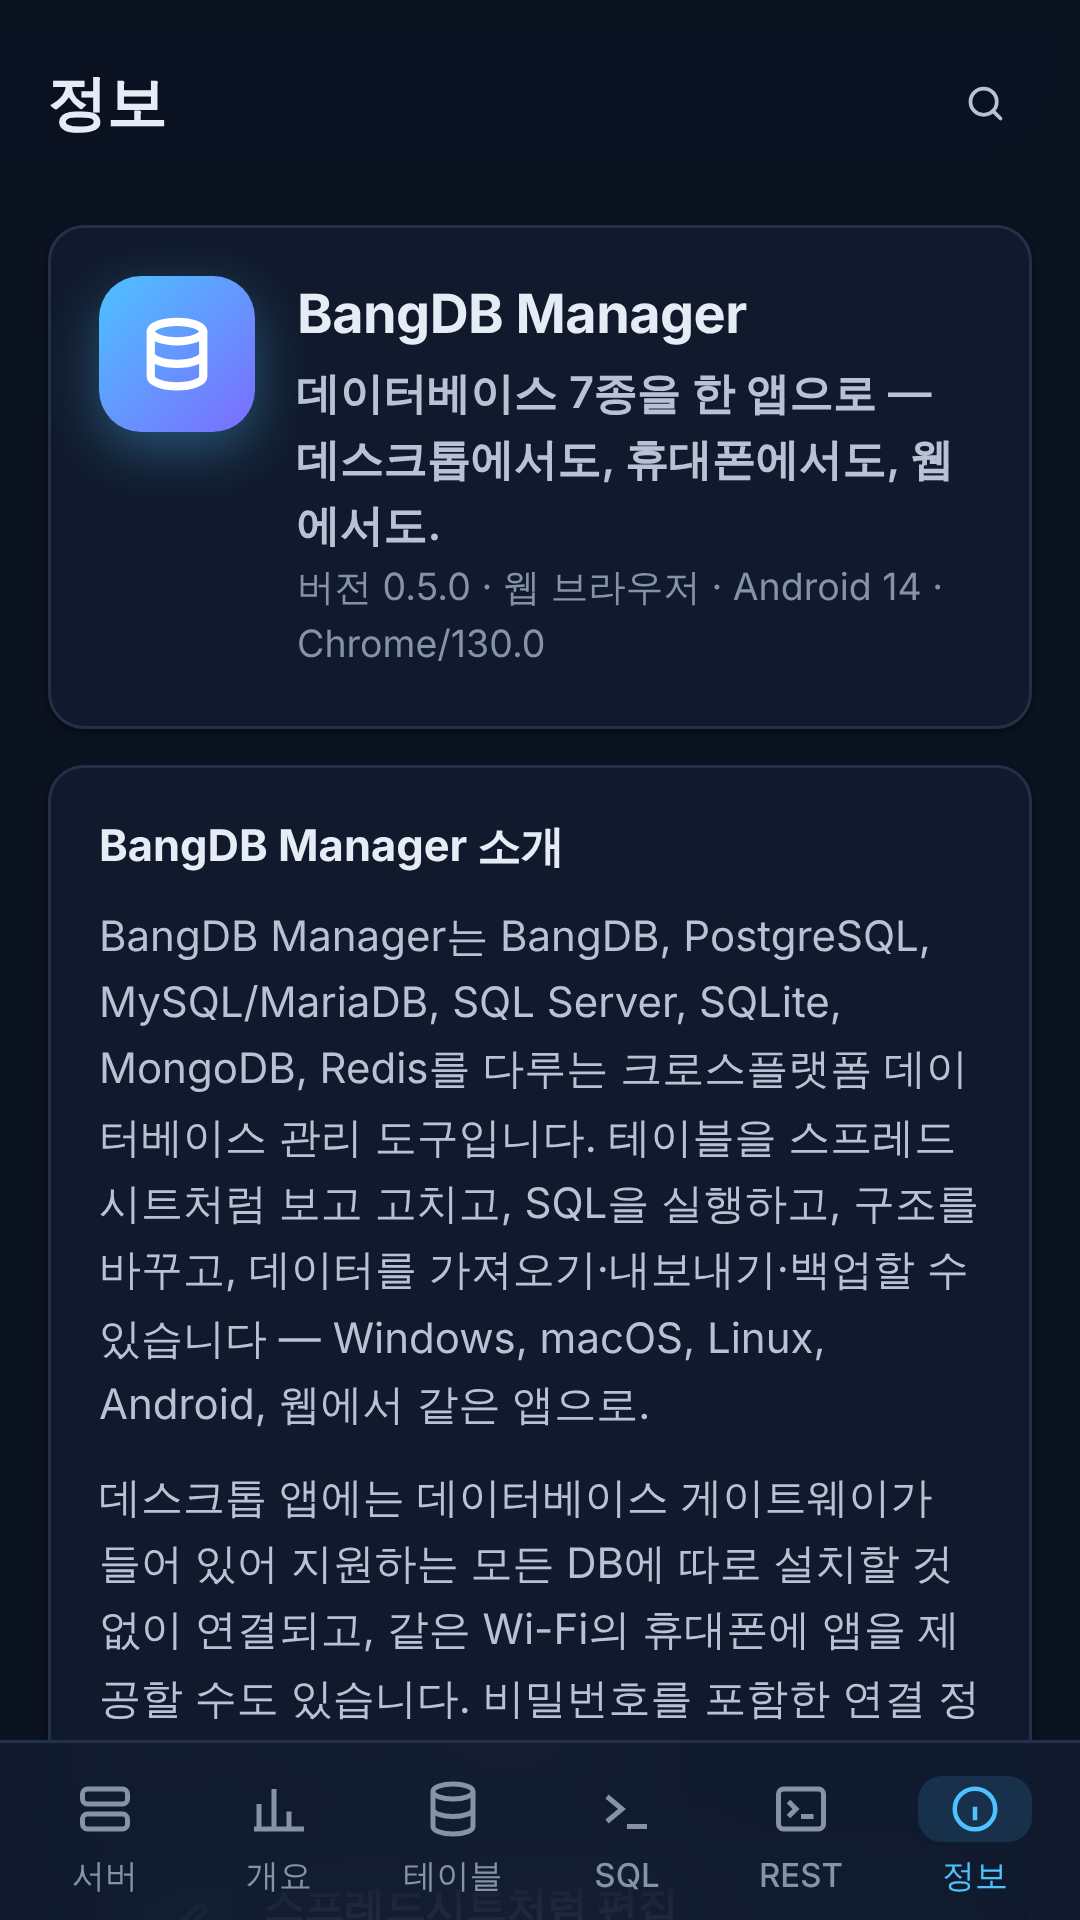 정보
BangDB Manager
데이터베이스 7종을 한 앱으로 —
데스크톱에서도, 휴대폰에서도, 웹
에서도.
버전 0.5.0 · 웹 브라우저 · Android 14 ·
Chrome/130.0
BangDB Manager 소개
BangDB Manager는 BangDB, PostgreSQL,
MySQL/MariaDB, SQL Server, SQLite,
MongoDB, Redis를 다루는 크로스플랫폼 데이
터베이스 관리 도구입니다. 테이블을 스프레드
시트처럼 보고 고치고, SQL을 실행하고, 구조를
바꾸고, 데이터를 가져오기·내보내기·백업할 수
있습니다 — Windows, macOS, Linux,
Android, 웹에서 같은 앱으로.
데스크톱 앱에는 데이터베이스 게이트웨이가
들어 있어 지원하는 모든 DB에 따로 설치할 것
없이 연결되고, 같은 Wi-Fi의 휴대폰에 앱을 제
공할 수도 있습니다. 비밀번호를 포함한 연결 정
서버 개요 테이블 SQL REST 정보
스프레드시트처럼 편집